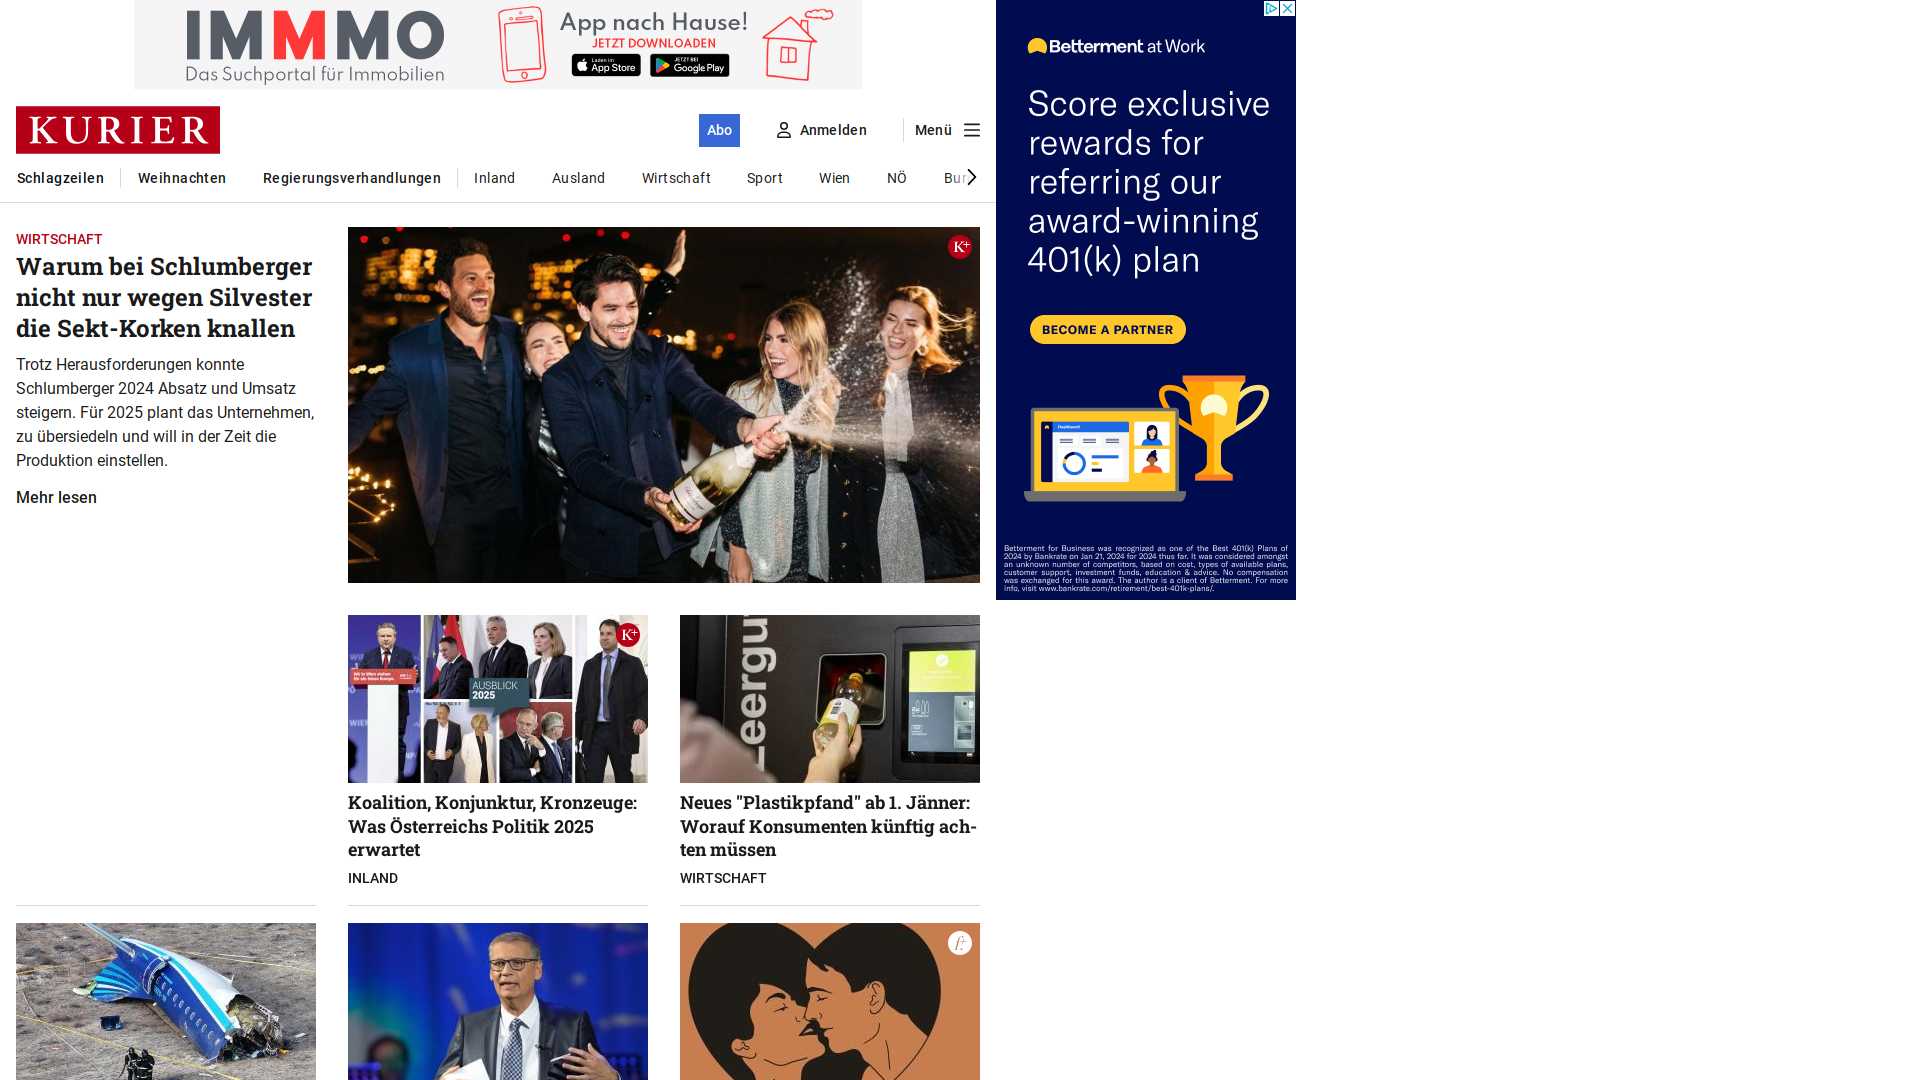 IMMMO
Das Suchportal für Immobilien
App nach Hause!
JETZT DOWNLOADEN
Laden im
App Store
JETZT BEI
Google Play
KURIER
Abo
Anmelden
Menü
Schlagzeilen
Weihnachten
Regierungsverhandlungen
Inland
Ausland
Wirtschaft
Sport
Wien
NÖ
Bur
WIRTSCHAFT
Warum bei Schlumberger
nicht nur wegen Silvester
die Sekt-Korken knallen
Trotz Herausforderungen konnte
Schlumberger 2024 Absatz und Umsatz
steigern. Für 2025 plant das Unternehmen,
zu übersiedeln und will in der Zeit die
Produktion einstellen.
Mehr lesen
K+
K+
AUSBLICK
2025
WIEN
Leergu
Koalition, Konjunktur, Kronzeuge:
Was Österreichs Politik 2025
erwartet
INLAND
Neues "Plastikpfand" ab 1. Jänner:
Worauf Konsumenten künftig ach-
ten müssen
WIRTSCHAFT
f+
Betterment at Work
Score exclusive
rewards for
referring our
award-winning
401(k) plan
BECOME A PARTNER
Dashboard
Betterment for Business was recognized as one of the Best 401(k) Plans of
2024 by Bankrate on Jan 21, 2024 for 2024 thus far. It was considered amongst
an unknown number of competitors, based on cost, types of available plans,
customer support, investment funds, education & advice. No compensation
was exchanged for this award. The author is a client of Betterment. For more
info, visit www.bankrate.com/retirement/best-401k-plans/.